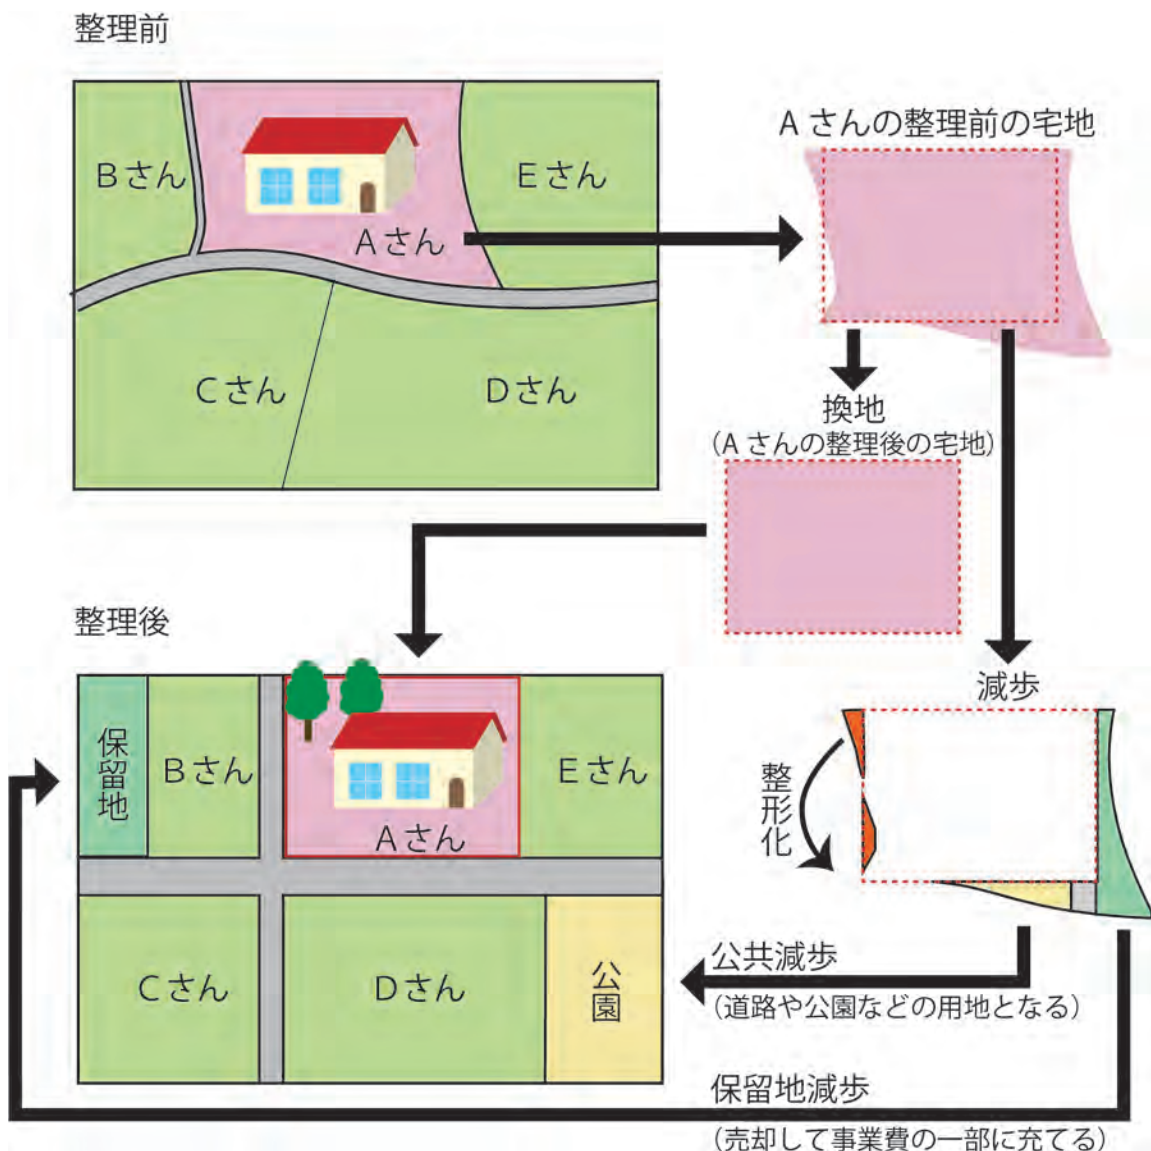 整理前
Aさんの整理前の宅地
Bさん
Eさん
Aさん
Cさん
Dさん
換地
(Aさんの整理後の宅地)
整理後
減歩
保留地
Bさん
Eさん
Aさん
整形化
Cさん
Dさん
公園
公共減歩
(道路や公園などの用地となる)
保留地減歩
(売却して事業費の一部に充てる)